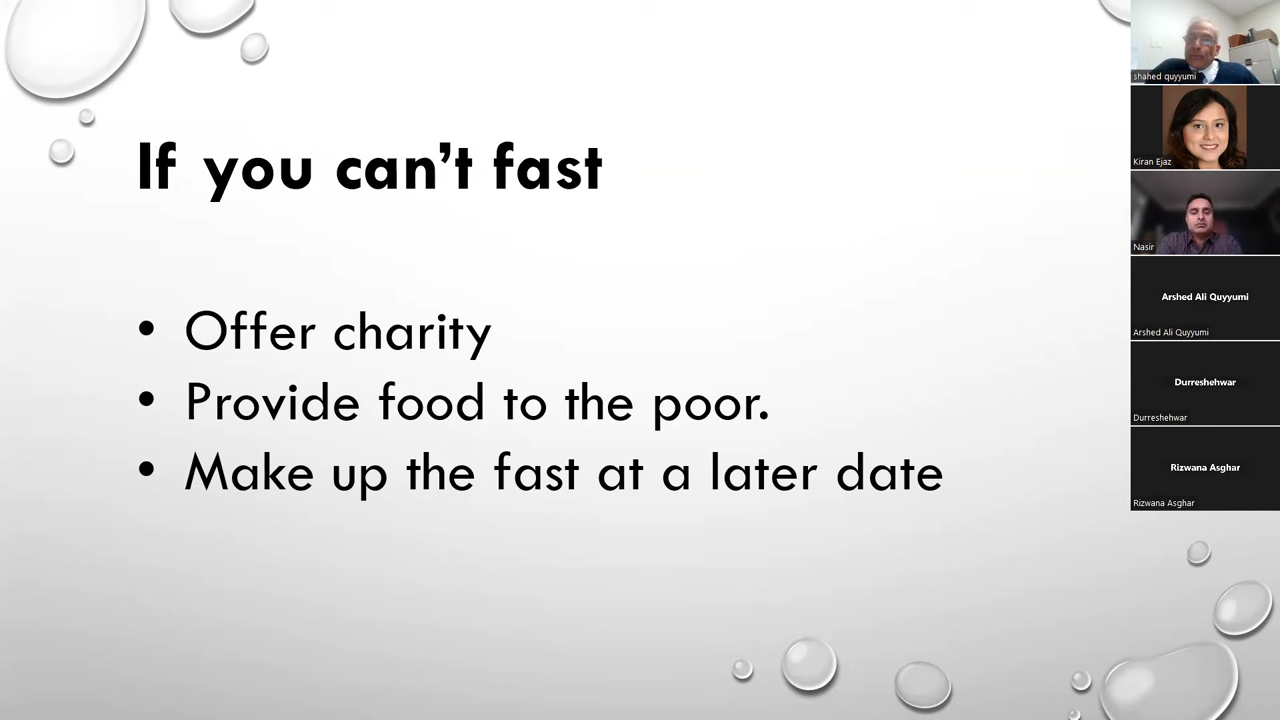 If you can’t fast
• Offer charity
• Provide food to the poor.
• Make up the fast at a later date
shahed quyyumi
Kiran Ejaz
Nasir
Arshed Ali Quyyumi
Arshed Ali Quyyumi
Durreshehwar
Durreshehwar
Rizwana Asghar
Rizwana Asghar